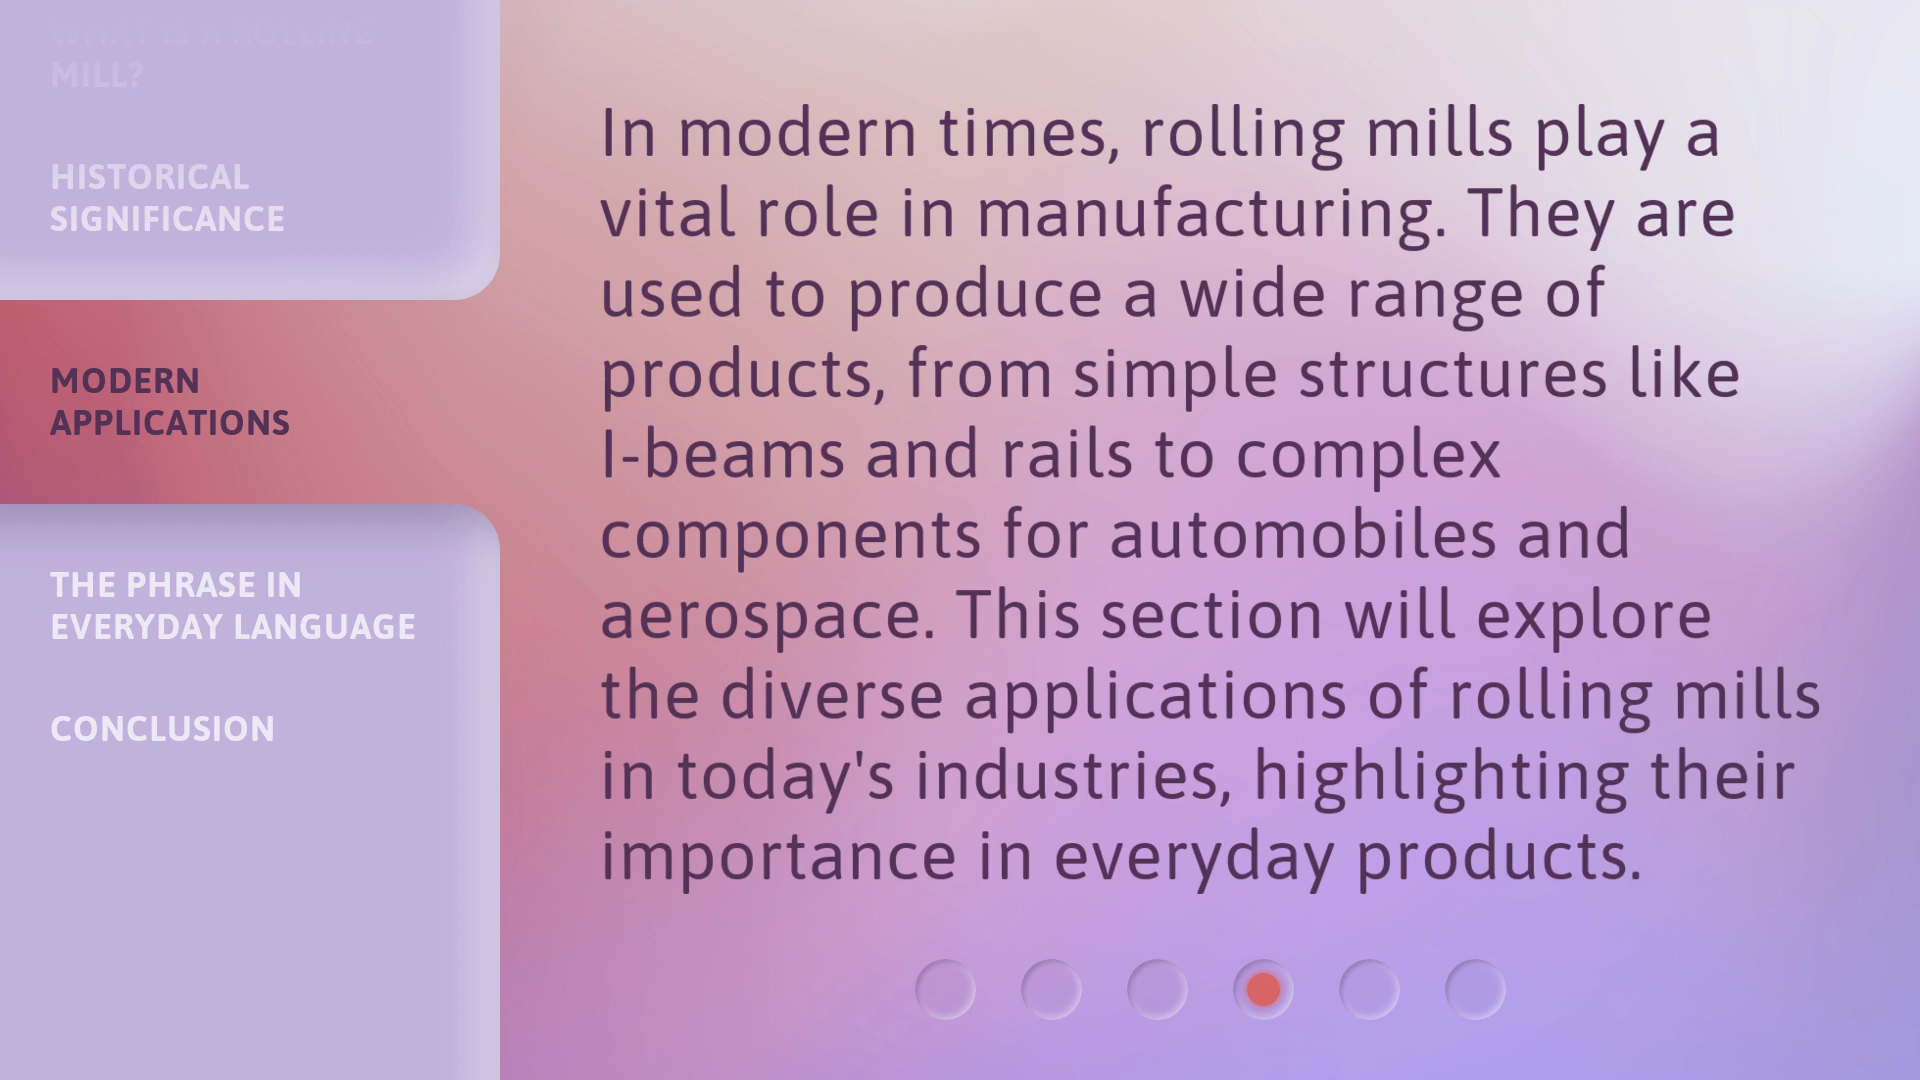 WHAT IS A ROLLING
MILL?
HISTORICAL
SIGNIFICANCE
MODERN
APPLICATIONS
THE PHRASE IN
EVERYDAY LANGUAGE
CONCLUSION
In modern times, rolling mills play a
vital role in manufacturing. They are
used to produce a wide range of
products, from simple structures like
I-beams and rails to complex
components for automobiles and
aerospace. This section will explore
the diverse applications of rolling mills
in today's industries, highlighting their
importance in everyday products.